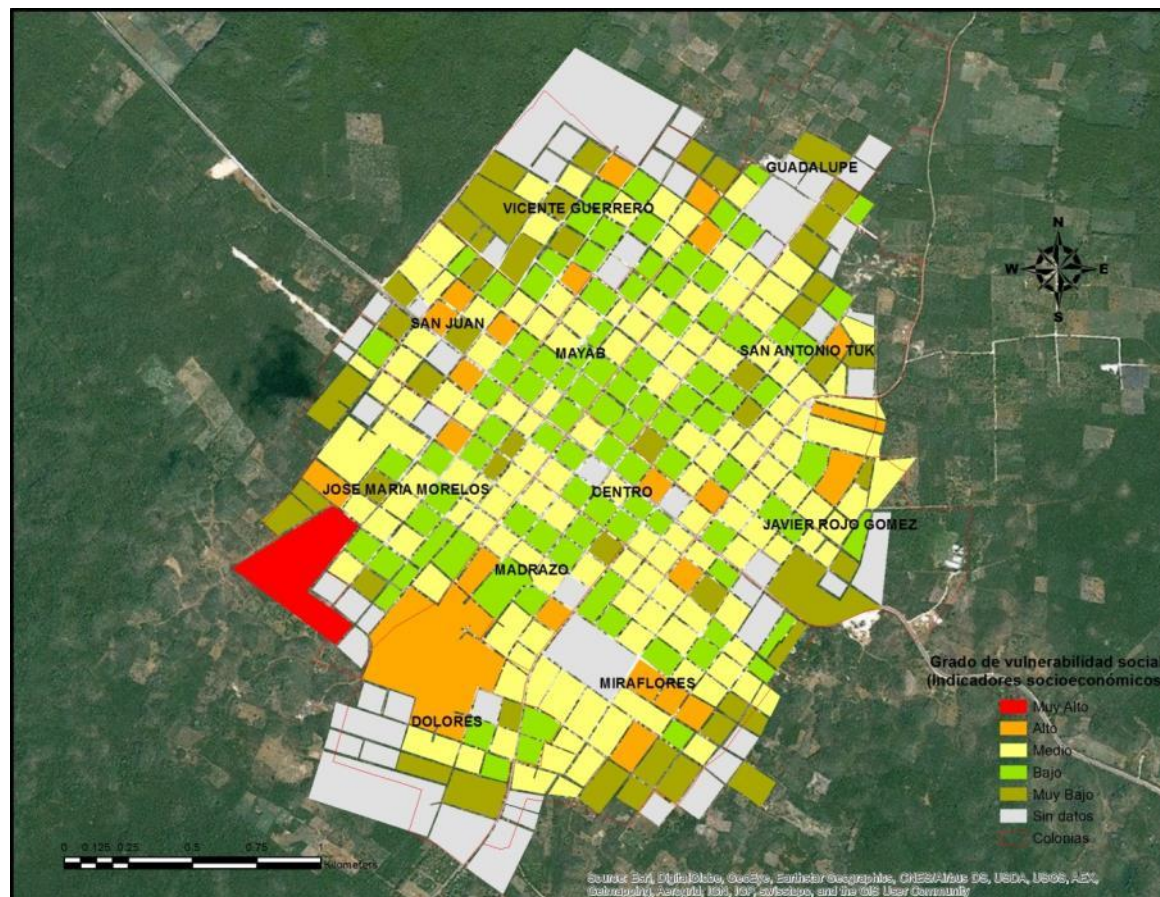 GUADALUPE
VICENTE GUERRERO
N
W E
S
SAN JUAN
MAYAB
SAN ANTONIO TUK
JOSE MARIA MORELOS
CENTRO
JAVIER ROJO GOMEZ
MADRAZO
MIRAFLORES
DOLORES
Grado de vulnerabilidad social
(Indicadores socioeconómicos
Muy Alto
Alto
Medio
Bajo
Muy Bajo
Sin datos
Colonias
0 0.125 0.25 0.5 0.75 1
Kilometers
Source: Esri, DigitalGlobe, GeoEye, Earthstar Geographics, CNES/Airbus DS, USDA, USGS, AEX,
Getmapping, Aerogrid, IGN, IGP, swisstopo, and the GIS User Community